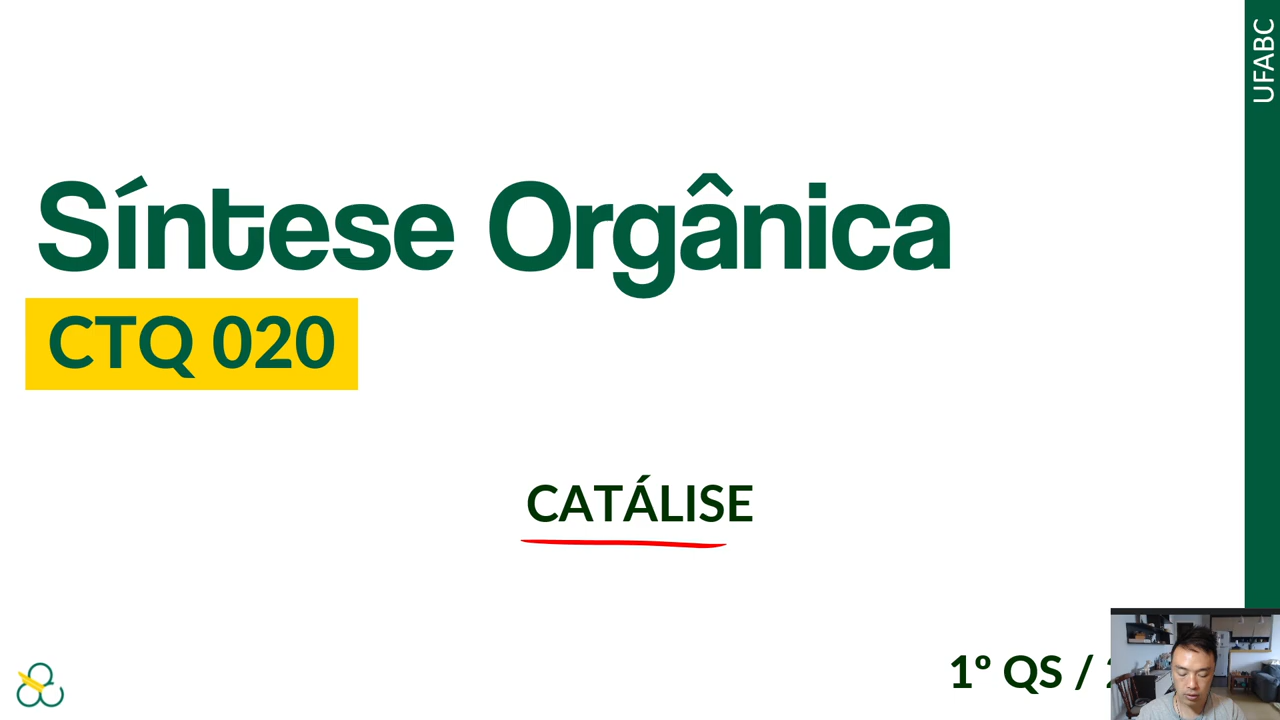 UFABC
Síntese Orgânica
CTQ 020
CATÁLISE
1º QS /